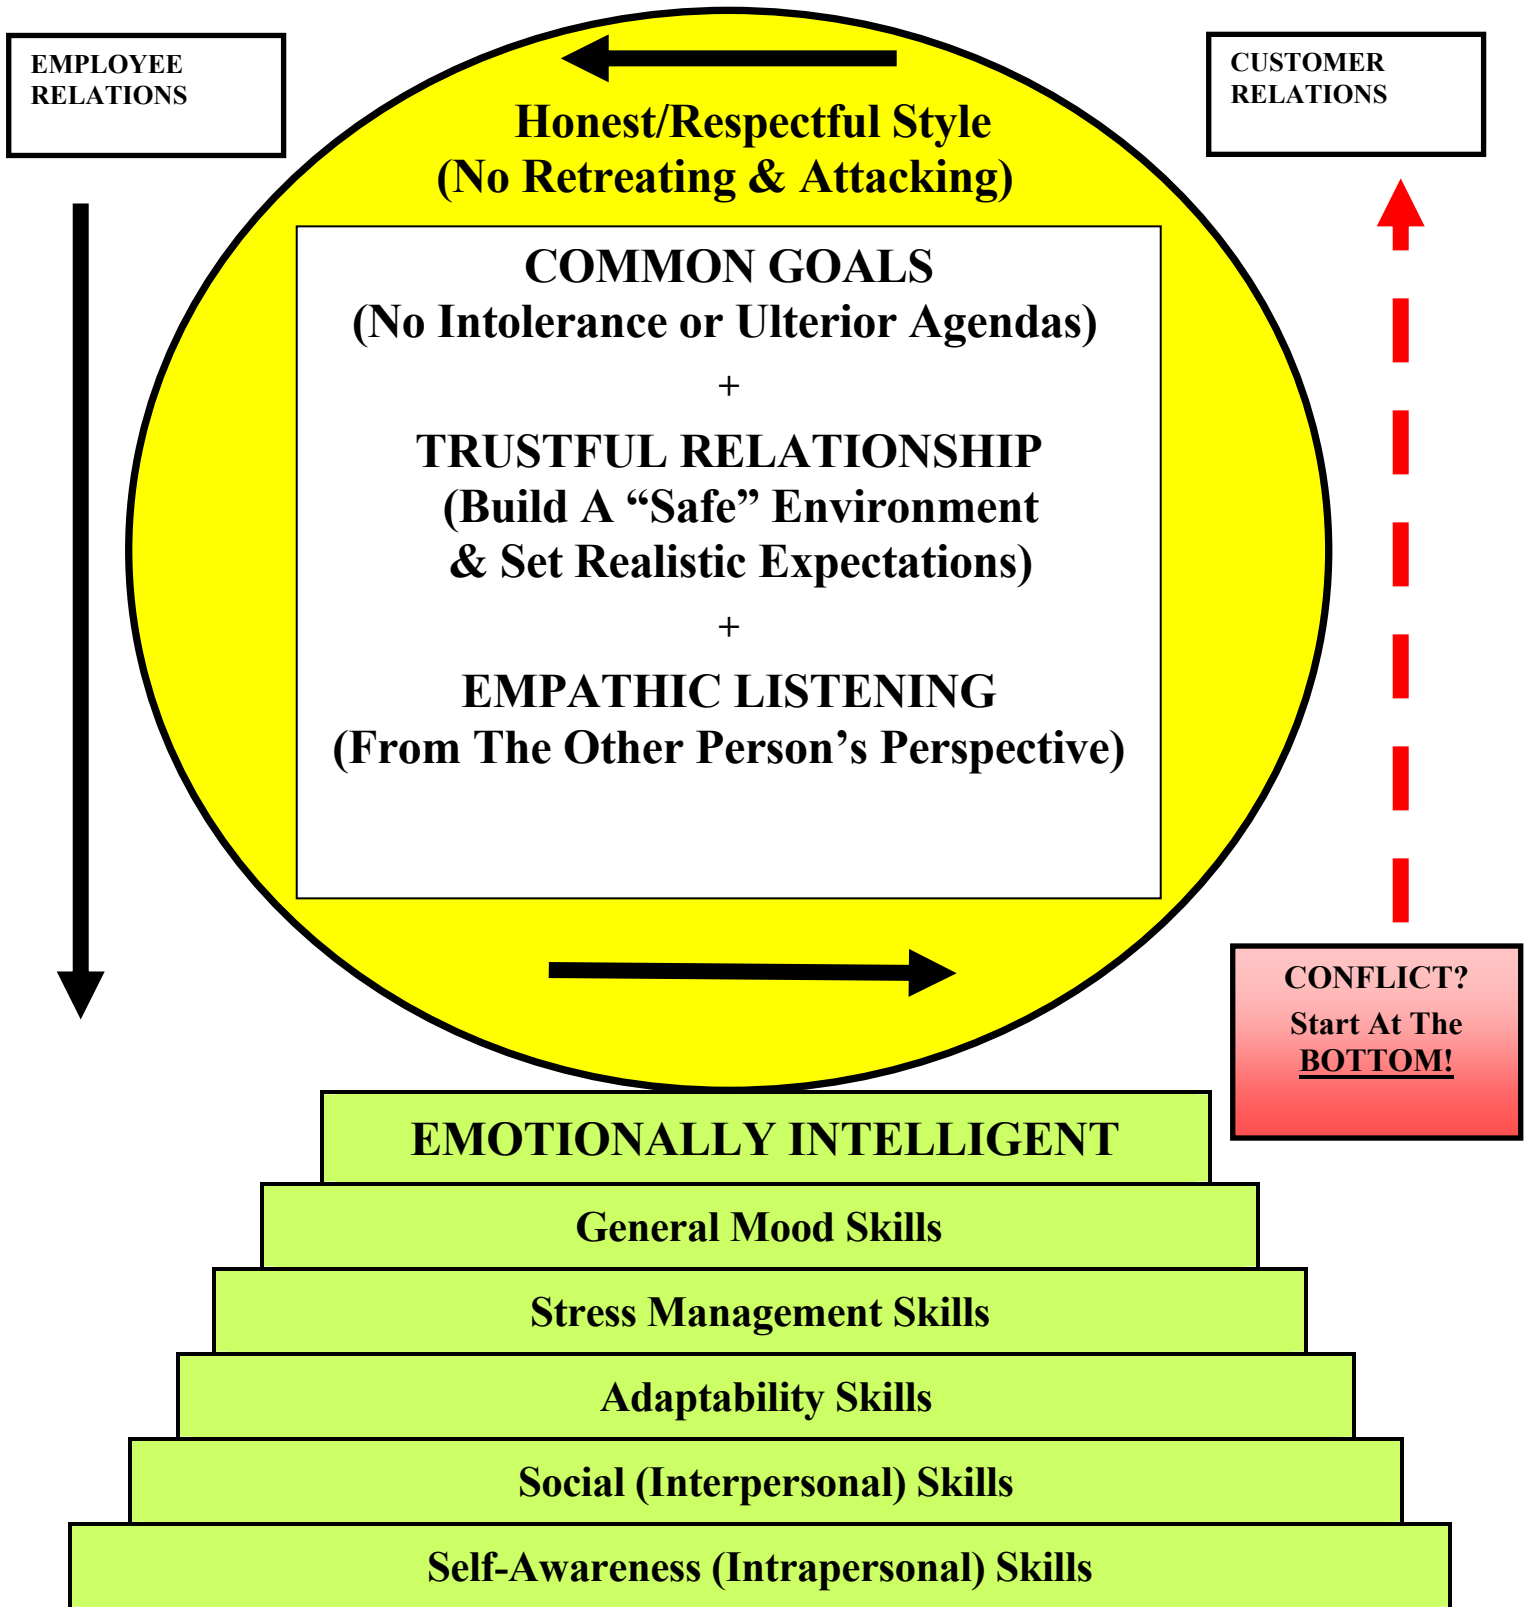 EMPLOYEE
RELATIONS
CUSTOMER
RELATIONS
Honest/Respectful Style
(No Retreating & Attacking)
COMMON GOALS
(No Intolerance or Ulterior Agendas)
+
TRUSTFUL RELATIONSHIP
(Build A “Safe” Environment
& Set Realistic Expectations)
+
EMPATHIC LISTENING
(From The Other Person’s Perspective)
CONFLICT?
Start At The
BOTTOM!
EMOTIONALLY INTELLIGENT
General Mood Skills
Stress Management Skills
Adaptability Skills
Social (Interpersonal) Skills
Self-Awareness (Intrapersonal) Skills